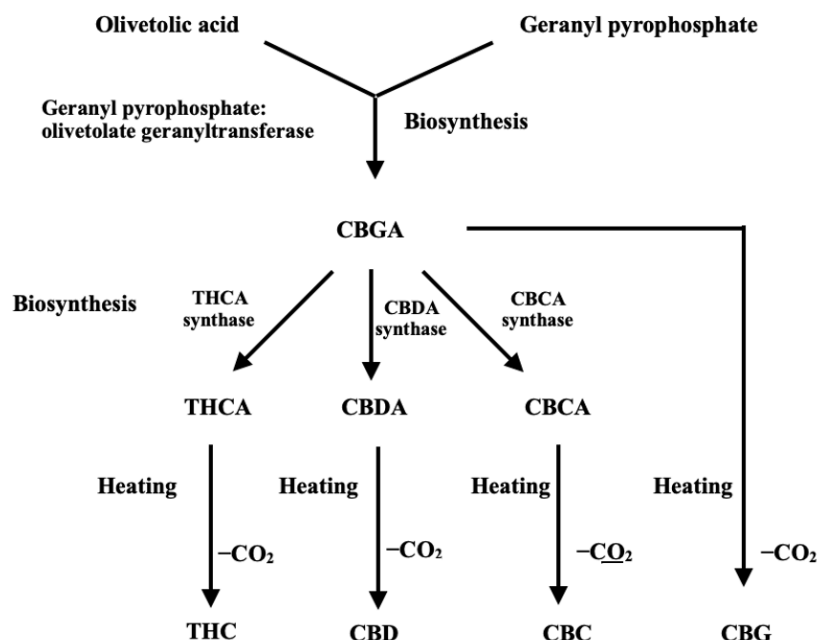 Olivetolic acid
Geranyl pyrophosphate
Geranyl pyrophosphate:
olivetolate geranyltransferase
Biosynthesis
CBGA
Biosynthesis
THCA
synthase
CBDA
synthase
CBCA
synthase
THCA
CBDA
CBCA
Heating
Heating
Heating
Heating
−CO₂
−CO₂
−CO₂
−CO₂
THC
CBD
CBC
CBG